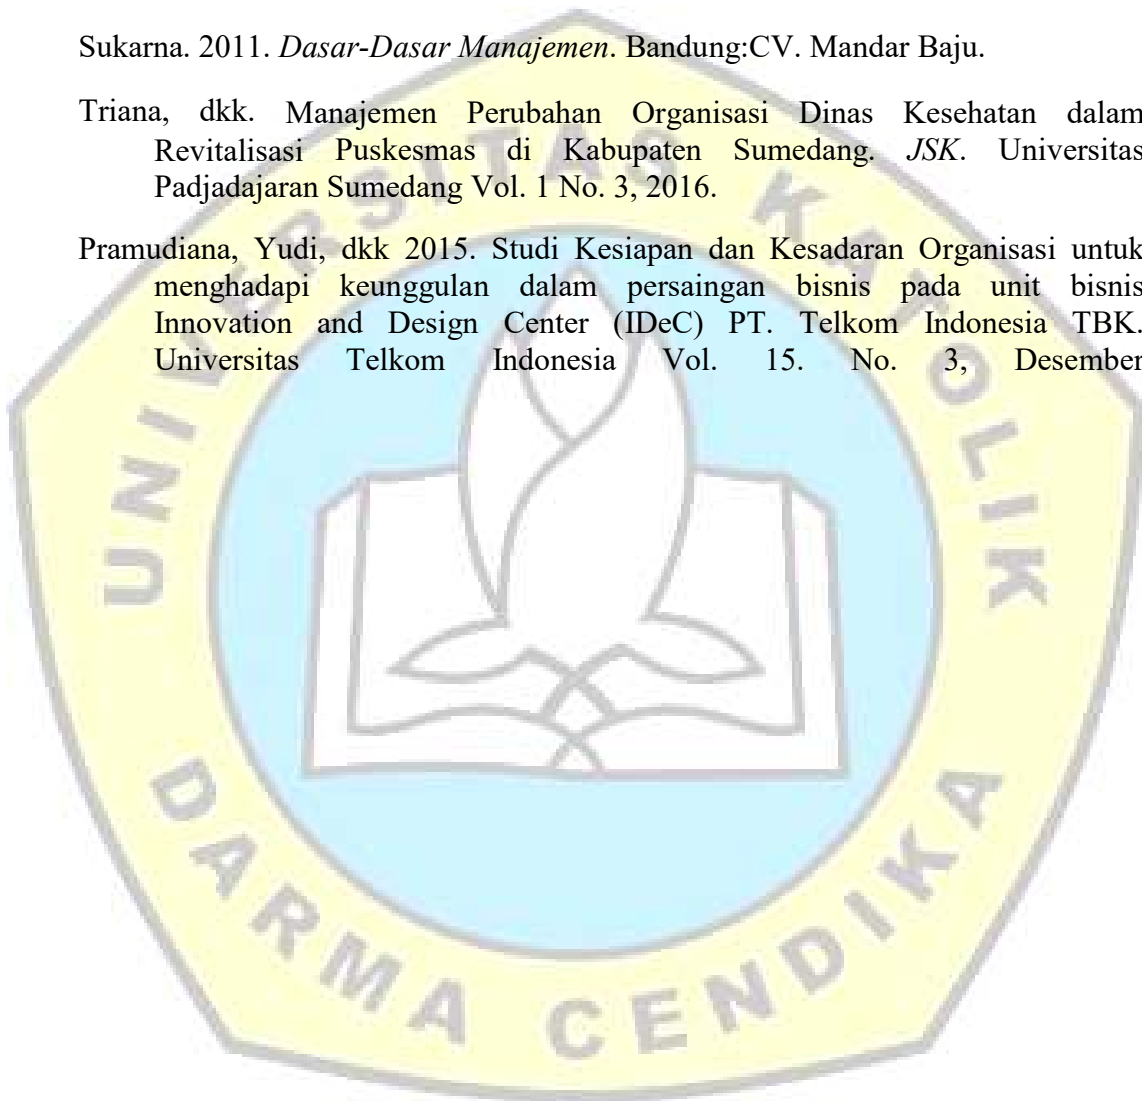 Sukarna. 2011. Dasar-Dasar Manajemen. Bandung:CV. Mandar Baju.
Triana, dkk. Manajemen Perubahan Organisasi Dinas Kesehatan dalam
Revitalisasi Puskesmas di Kabupaten Sumedang. JSK. Universitas
Padjadajaran Sumedang Vol. 1 No. 3, 2016.
Pramudiana, Yudi, dkk 2015. Studi Kesiapan dan Kesadaran Organisasi untuk
menghadapi keunggulan dalam persaingan bisnis pada unit bisnis
Innovation and Design Center (IDeC) PT. Telkom Indonesia TBK.
Universitas Telkom Indonesia Vol. 15. No. 3, Desember
UNIVERSITAS KATOLIK
DARMA CENDIKA